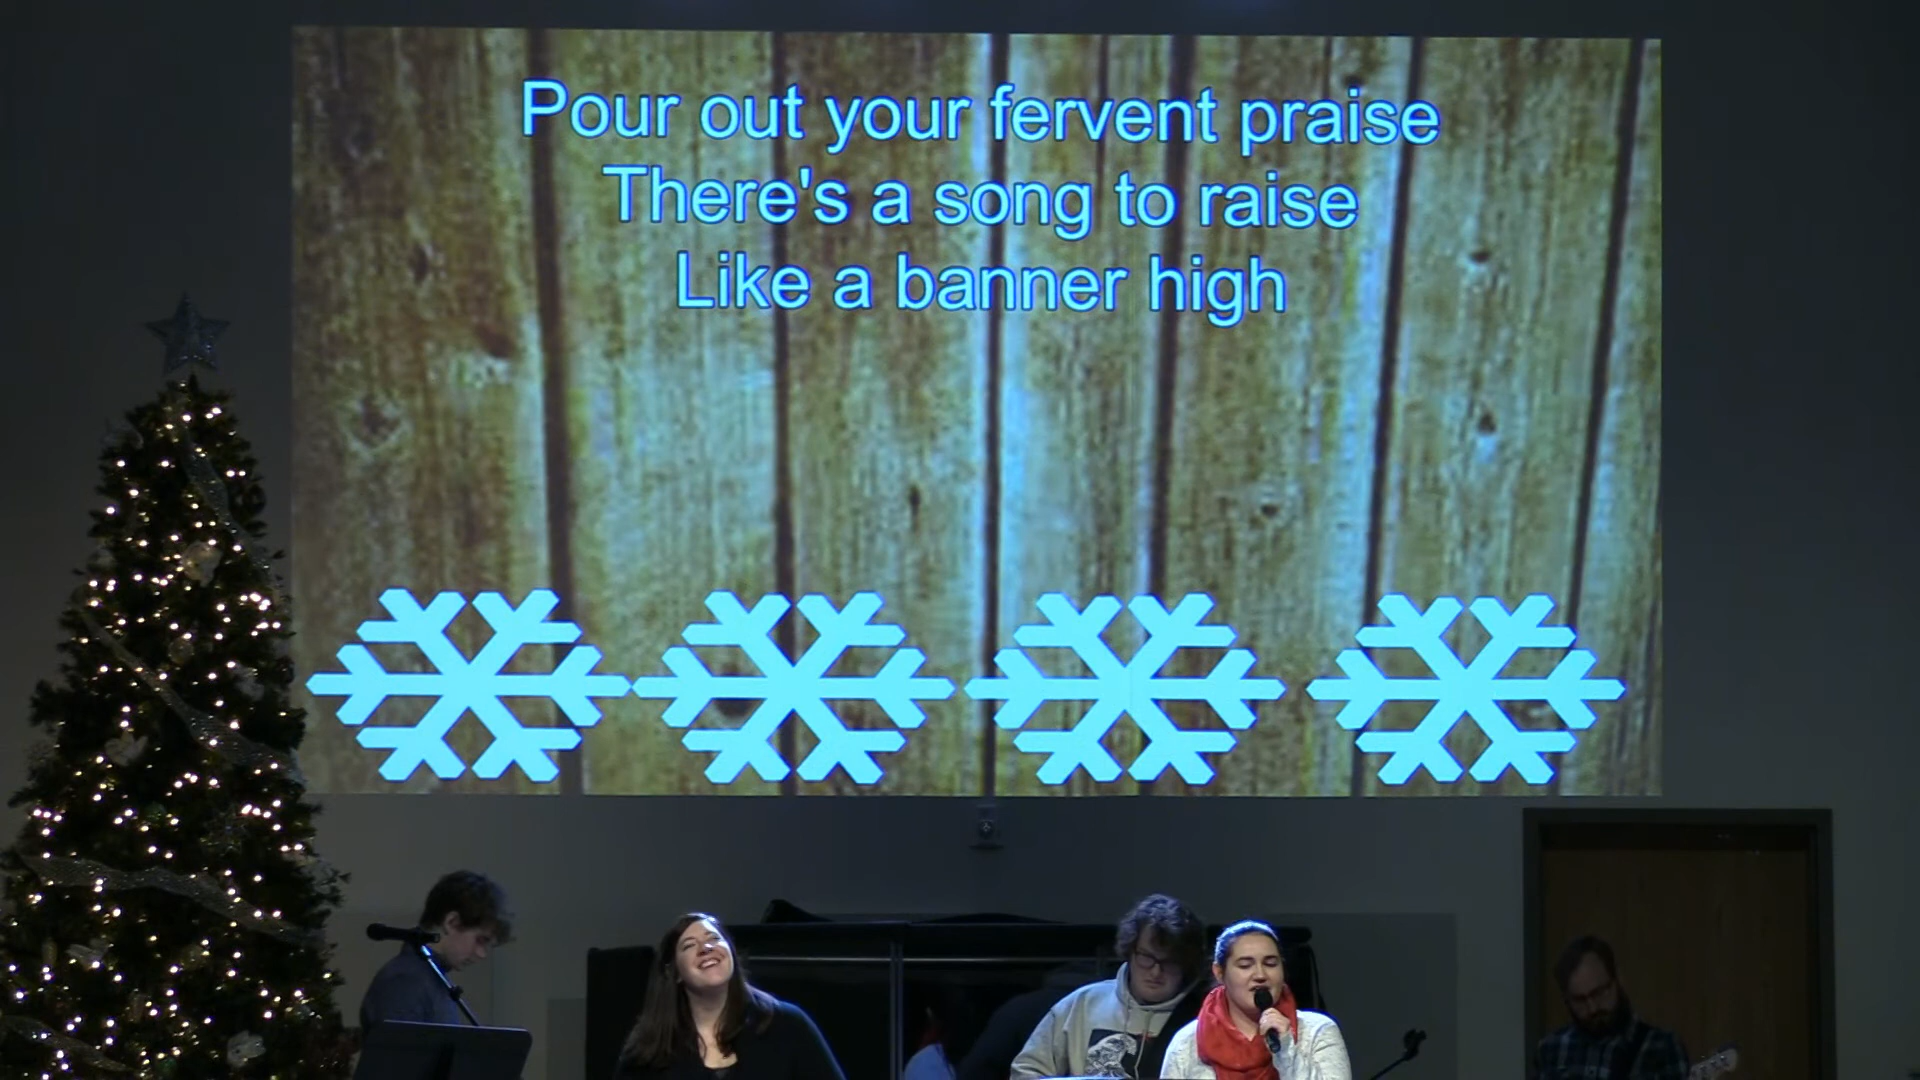 Pour out your fervent praise
There's a song to raise
Like a banner high